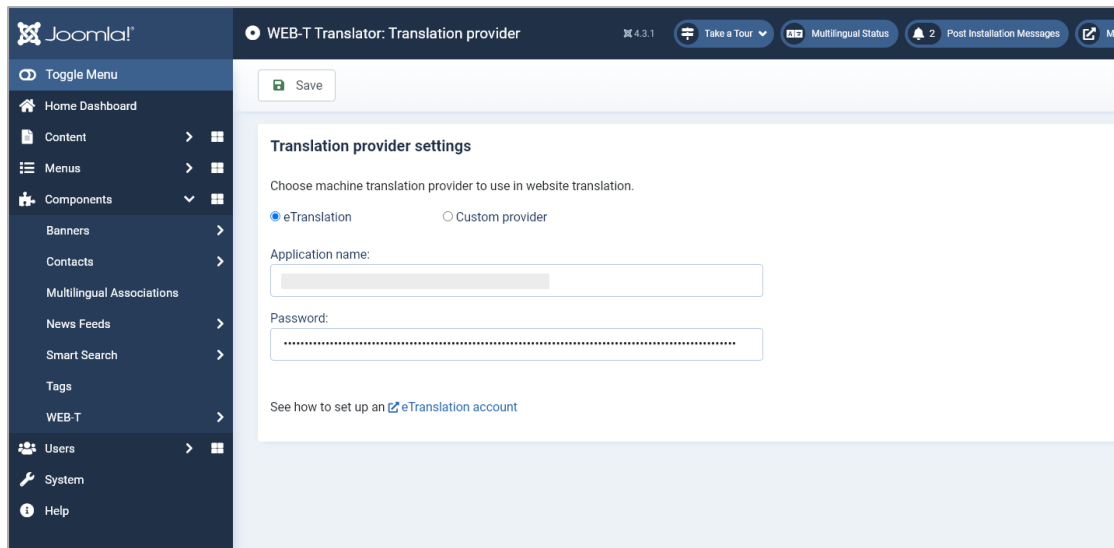 Joomla!®
WEB-T Translator: Translation provider
4.3.1
Take a Tour
Multilingual Status
2 Post Installation Messages
M
Toggle Menu
Save
Home Dashboard
Content
Menus
Components
Banners
Contacts
Multilingual Associations
News Feeds
Smart Search
Tags
WEB-T
Users
System
Help
Translation provider settings
Choose machine translation provider to use in website translation.
eTranslation
Custom provider
Application name:
Password:
See how to set up an eTranslation account